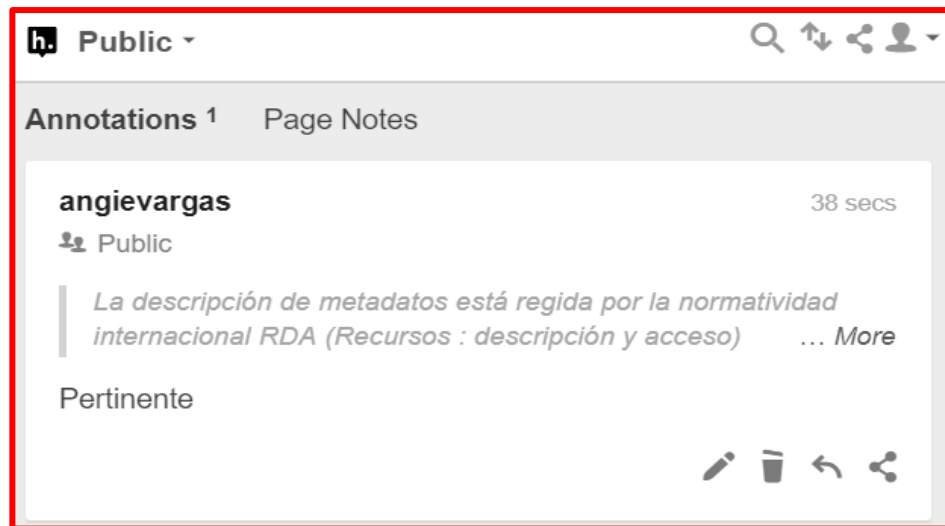 h. Public
Annotations 1 Page Notes
angievargas 38 secs
Public
La descripción de metadatos está regida por la normatividad
internacional RDA (Recursos : descripción y acceso) ... More
Pertinente